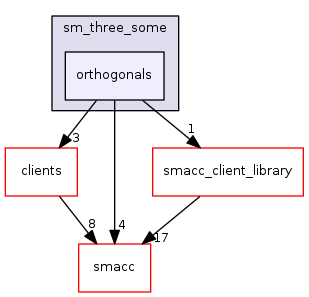 sm_three_some
orthogonals
3
1
clients
smacc_client_library
8
4
17
smacc